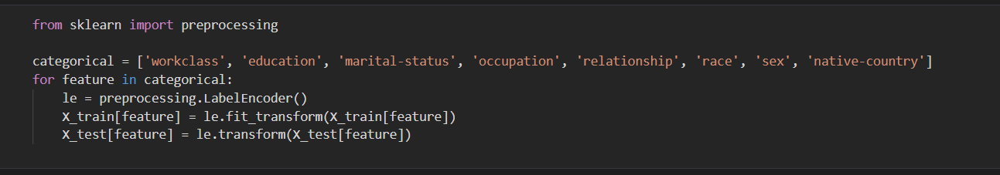 from sklearn import preprocessing
categorical = ['workclass', 'education', 'marital-status', 'occupation', 'relationship', 'race', 'sex', 'native-country']
for feature in categorical:
    le = preprocessing.LabelEncoder()
    X_train[feature] = le.fit_transform(X_train[feature])
    X_test[feature] = le.transform(X_test[feature])